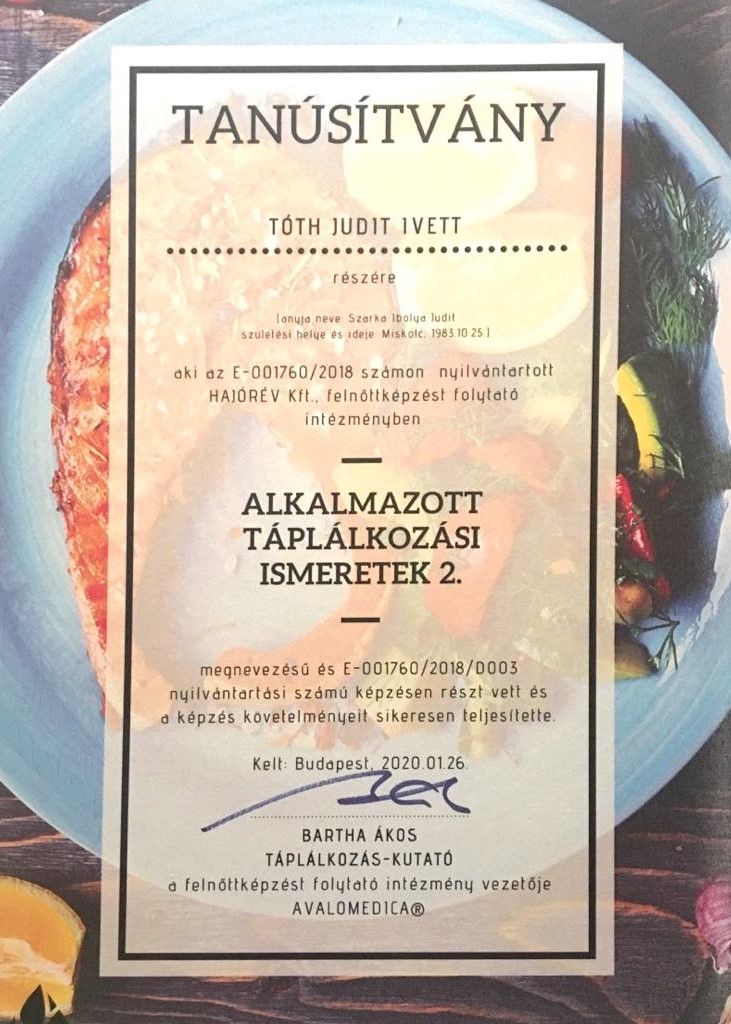 TANÚSÍTVÁNY
TÓTH JUDIT IVETT
részére
(anyja neve: Szarka Ibolya Judit
születési helye és ideje: Miskolc, 1983.10.25.)
aki az E-001760/2018 számon nyilvántartott
HAJÓRÉV Kft., felnőttképzést folytató
intézményben
ALKALMAZOTT
TÁPLÁLKOZÁSI
ISMERETEK 2.
megnevezésű és E-001760/2018/D003
nyilvántartási számú képzésen részt vett és
a képzés követelményeit sikeresen teljesítette.
Kelt: Budapest, 2020.01.26.
BARTHA ÁKOS
TÁPLÁLKOZÁS-KUTATÓ
a felnőttképzést folytató intézmény vezetője
AVALOMEDICA®